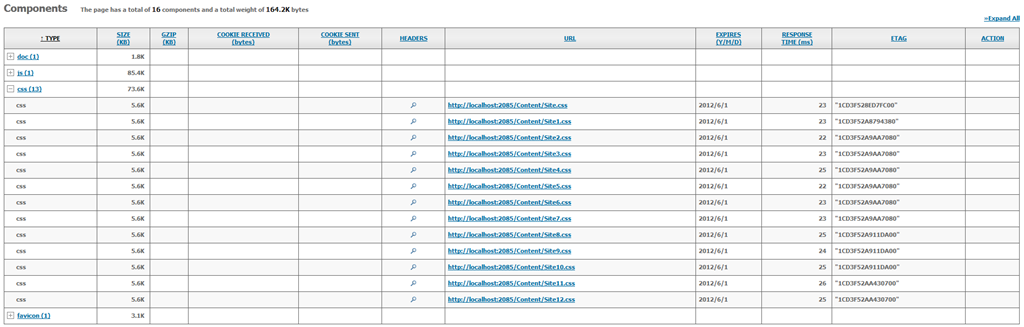 Components The page has a total of 16 components and a total weight of 164.2K bytes
»Expand All
↑ TYPE SIZE (KB) GZIP (KB) COOKIE RECEIVED (bytes) COOKIE SENT (bytes) HEADERS URL EXPIRES (Y/M/D) RESPONSE TIME (ms) ETAG ACTION
doc (1) 1.8K
js (1) 85.4K
css (13) 73.6K
css 5.6K http://localhost:2085/Content/Site.css 2012/6/1 23 "1CD3F528ED7FC00"
css 5.6K http://localhost:2085/Content/Site1.css 2012/6/1 23 "1CD3F52A8794380"
css 5.6K http://localhost:2085/Content/Site2.css 2012/6/1 22 "1CD3F52A9AA7080"
css 5.6K http://localhost:2085/Content/Site3.css 2012/6/1 23 "1CD3F52A9AA7080"
css 5.6K http://localhost:2085/Content/Site4.css 2012/6/1 25 "1CD3F52A9AA7080"
css 5.6K http://localhost:2085/Content/Site5.css 2012/6/1 22 "1CD3F52A9AA7080"
css 5.6K http://localhost:2085/Content/Site6.css 2012/6/1 23 "1CD3F52A9AA7080"
css 5.6K http://localhost:2085/Content/Site7.css 2012/6/1 23 "1CD3F52A9AA7080"
css 5.6K http://localhost:2085/Content/Site8.css 2012/6/1 25 "1CD3F52A911DA00"
css 5.6K http://localhost:2085/Content/Site9.css 2012/6/1 24 "1CD3F52A911DA00"
css 5.6K http://localhost:2085/Content/Site10.css 2012/6/1 25 "1CD3F52A911DA00"
css 5.6K http://localhost:2085/Content/Site11.css 2012/6/1 26 "1CD3F52AA430700"
css 5.6K http://localhost:2085/Content/Site12.css 2012/6/1 25 "1CD3F52AA430700"
favicon (1) 3.1K